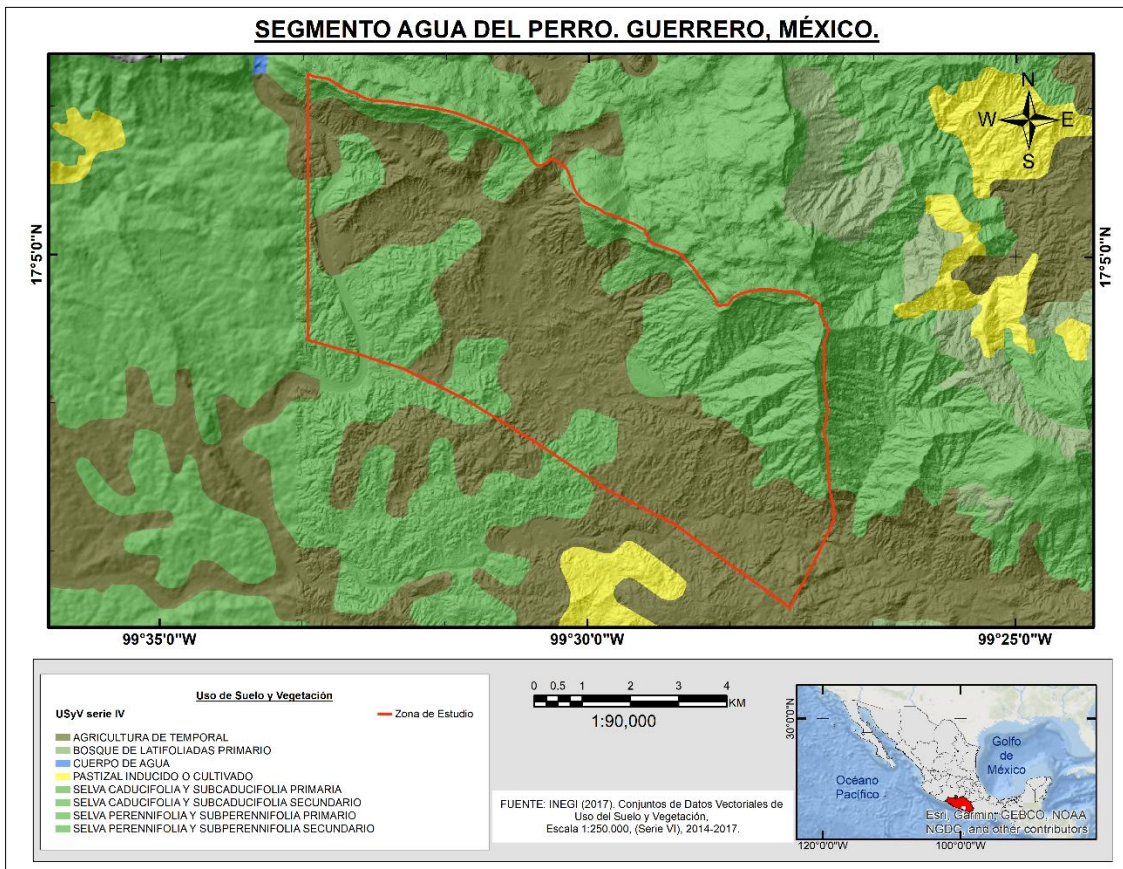 SEGMENTO AGUA DEL PERRO. GUERRERO, MÉXICO.
N
W E
S
17°5'0"N
17°5'0"N
99°35'0"W
99°30'0"W
99°25'0"W
Uso de Suelo y Vegetación
USyV serie IV
Zona de Estudio
AGRICULTURA DE TEMPORAL
BOSQUE DE LATIFOLIADAS PRIMARIO
CUERPO DE AGUA
PASTIZAL INDUCIDO O CULTIVADO
SELVA CADUCIFOLIA Y SUBCADUCIFOLIA PRIMARIA
SELVA CADUCIFOLIA Y SUBCADUCIFOLIA SECUNDARIO
SELVA PERENNIFOLIA Y SUBPERENNIFOLIA PRIMARIO
SELVA PERENNIFOLIA Y SUBPERENNIFOLIA SECUNDARIO
0 0.5 1 2 3 4
KM
1:90,000
FUENTE: INEGI (2017). Conjuntos de Datos Vectoriales de
Uso del Suelo y Vegetación,
Escala 1:250.000, (Serie VI), 2014-2017.
30°0'0"N
Golfo
de
México
Océano
Pacífico
Esri, Garmin, GEBCO, NOAA
NGDC, and other contributors
120°0'0"W
100°0'0"W